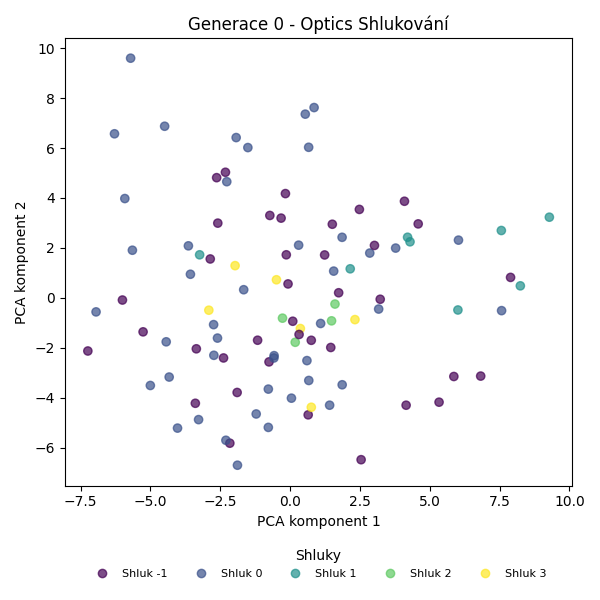 Generace 0 - Optics Shlukování
10
8
6
4
2
0
−2
−4
−6
PCA komponent 2
−7.5 −5.0 −2.5 0.0 2.5 5.0 7.5 10.0
PCA komponent 1
Shluky
Shluk -1 Shluk 0 Shluk 1 Shluk 2 Shluk 3